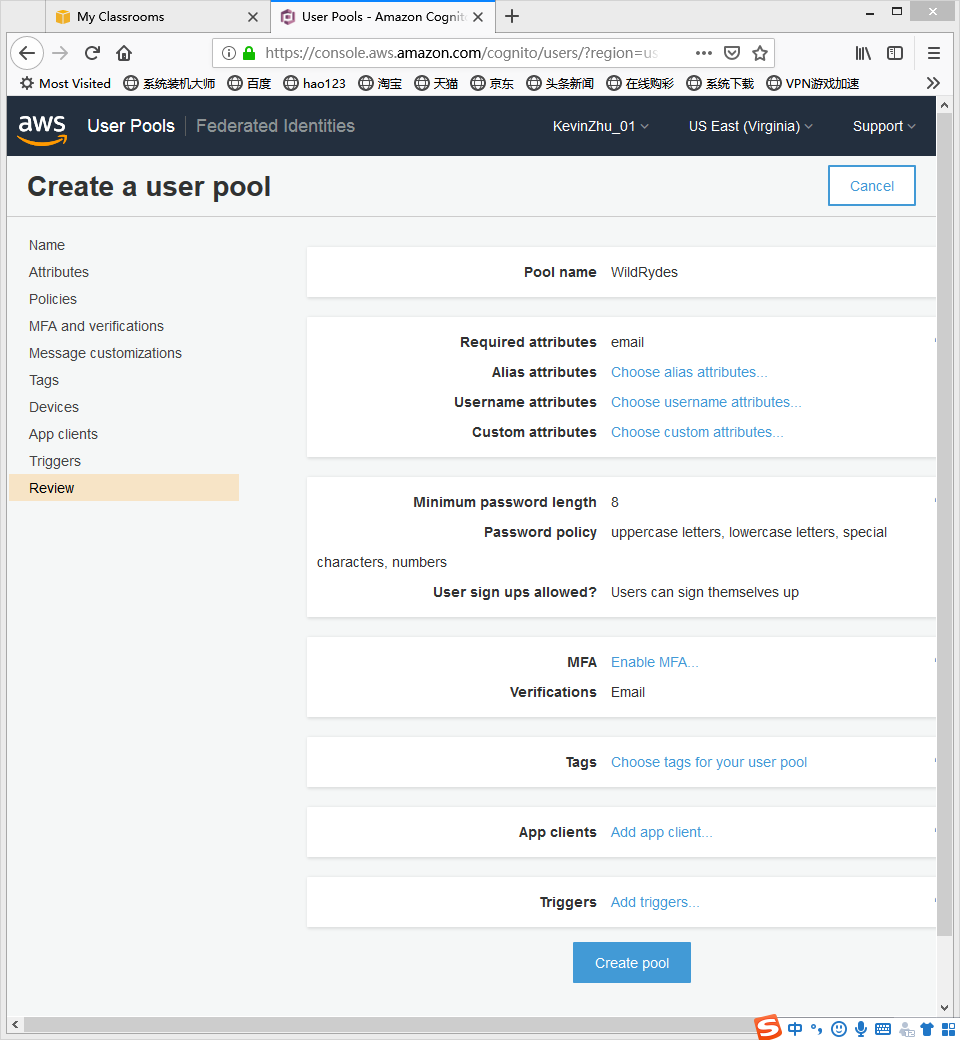 My Classrooms
User Pools - Amazon Cognit
https://console.aws.amazon.com/cognito/users/?region=us
Most Visited 系统装机大师 百度 hao123 淘宝 天猫 京东 头条新闻 在线购彩 系统下载 VPN游戏加速
aws User Pools Federated Identities KevinZhu_01 US East (Virginia) Support
Create a user pool
Cancel
Name
Attributes
Policies
MFA and verifications
Message customizations
Tags
Devices
App clients
Triggers
Review
Pool name WildRydes
Required attributes email
Alias attributes Choose alias attributes...
Username attributes Choose username attributes...
Custom attributes Choose custom attributes...
Minimum password length 8
Password policy uppercase letters, lowercase letters, special
characters, numbers
User sign ups allowed? Users can sign themselves up
MFA Enable MFA...
Verifications Email
Tags Choose tags for your user pool
App clients Add app client...
Triggers Add triggers...
Create pool
S 中